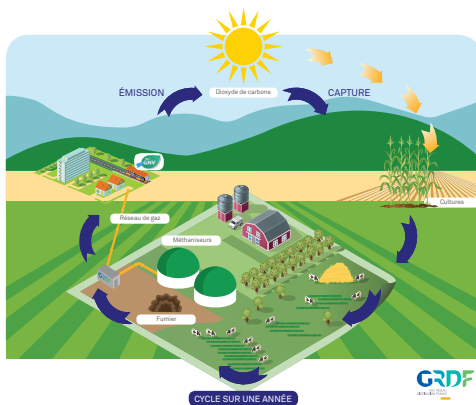 ÉMISSION
Dioxyde de carbone
CAPTURE
GNV
Cultures
Réseau de gaz
Méthaniseurs
Fumier
GRDF
CYCLE SUR UNE ANNÉE